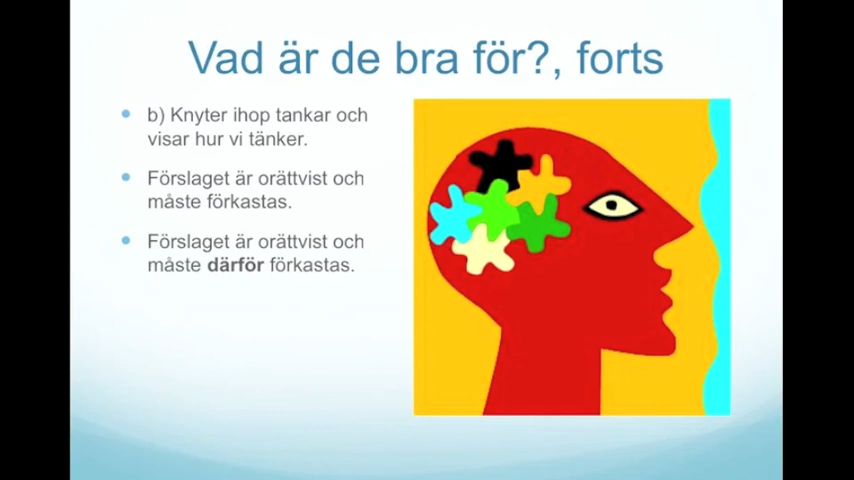 Vad är de bra för?, forts
b) Knyter ihop tankar och
visar hur vi tänker.
Förslaget är orättvist och
måste förkastas.
Förslaget är orättvist och
måste därför förkastas.